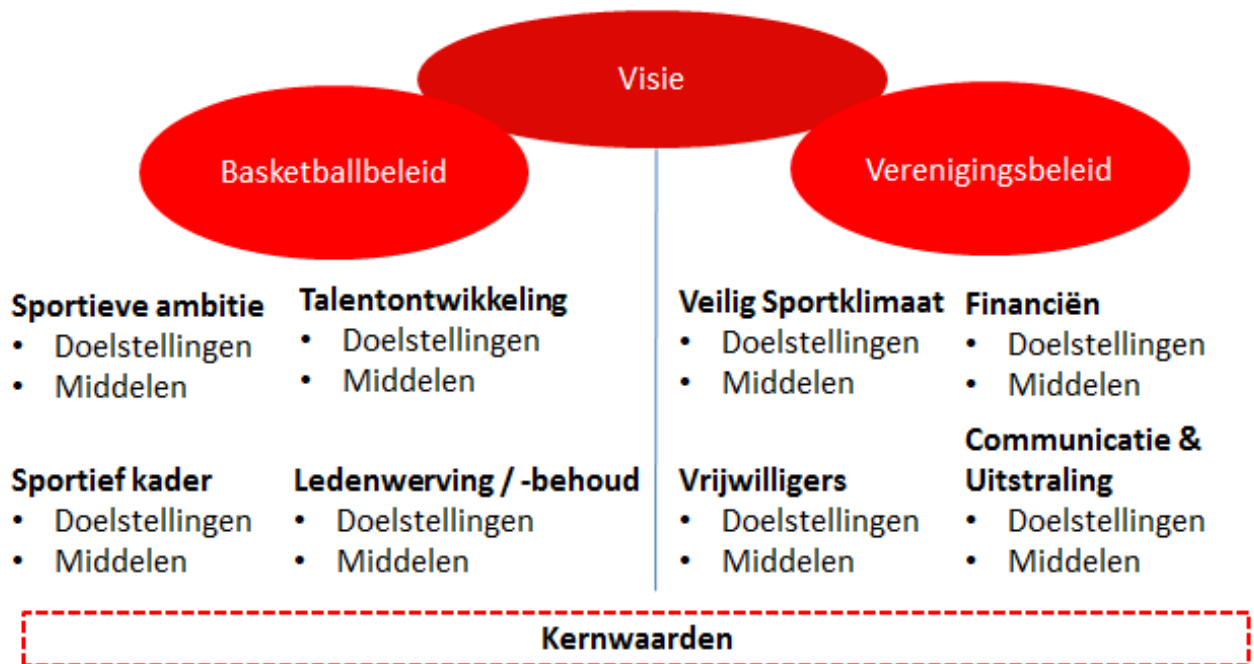 Visie
Basketballbeleid
Verenigingsbeleid
Sportieve ambitie
• Doelstellingen
• Middelen
Talentontwikkeling
• Doelstellingen
• Middelen
Sportief kader
• Doelstellingen
• Middelen
Ledenwerving / -behoud
• Doelstellingen
• Middelen
Veilig Sportklimaat
• Doelstellingen
• Middelen
Financiën
• Doelstellingen
• Middelen
Vrijwilligers
• Doelstellingen
• Middelen
Communicatie &
Uitstraling
• Doelstellingen
• Middelen
Kernwaarden